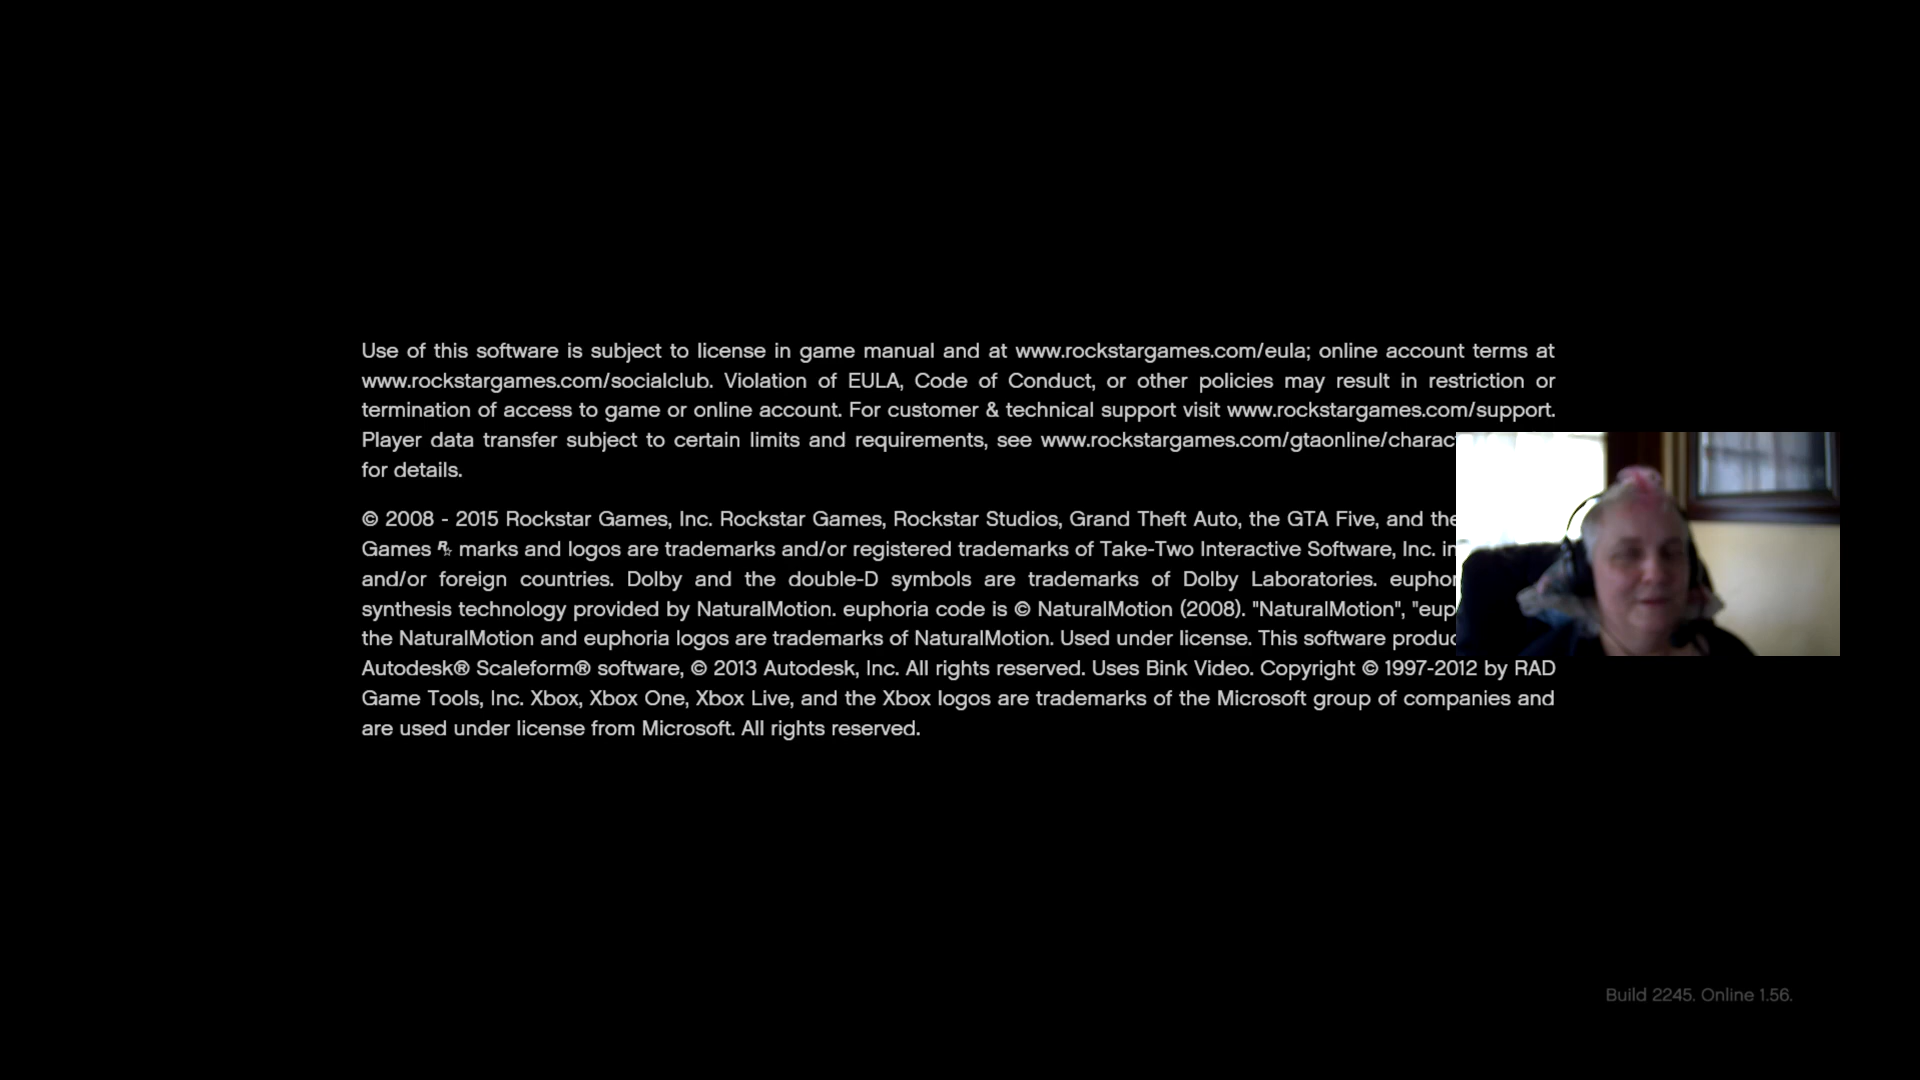 Use of this software is subject to license in game manual and at www.rockstargames.com/eula; online account terms at
www.rockstargames.com/socialclub. Violation of EULA, Code of Conduct, or other policies may result in restriction or
termination of access to game or online account. For customer & technical support visit www.rockstargames.com/support.
Player data transfer subject to certain limits and requirements, see
for details.
© 2008 - 2015 Rockstar Games, Inc. Rockstar Games, Rockstar Studios, Grand Theft Auto, the GTA Five, and the
Games R* marks and logos are trademarks and/or registered trademarks of Take-Two Interactive Software, Inc.
and/or foreign countries. Dolby and the double-D symbols are trademarks of Dolby Laboratories.
synthesis technology provided by NaturalMotion. euphoria code is © NaturalMotion (2008). "NaturalMotion",
the NaturalMotion and euphoria logos are trademarks of NaturalMotion. Used under license. This software
Autodesk® Scaleform® software, © 2013 Autodesk, Inc. All rights reserved. Uses Bink Video. Copyright © 1997-2012 by RAD
Game Tools, Inc. Xbox, Xbox One, Xbox Live, and the Xbox logos are trademarks of the Microsoft group of companies and
are used under license from Microsoft. All rights reserved.
Build 2245. Online 1.56.